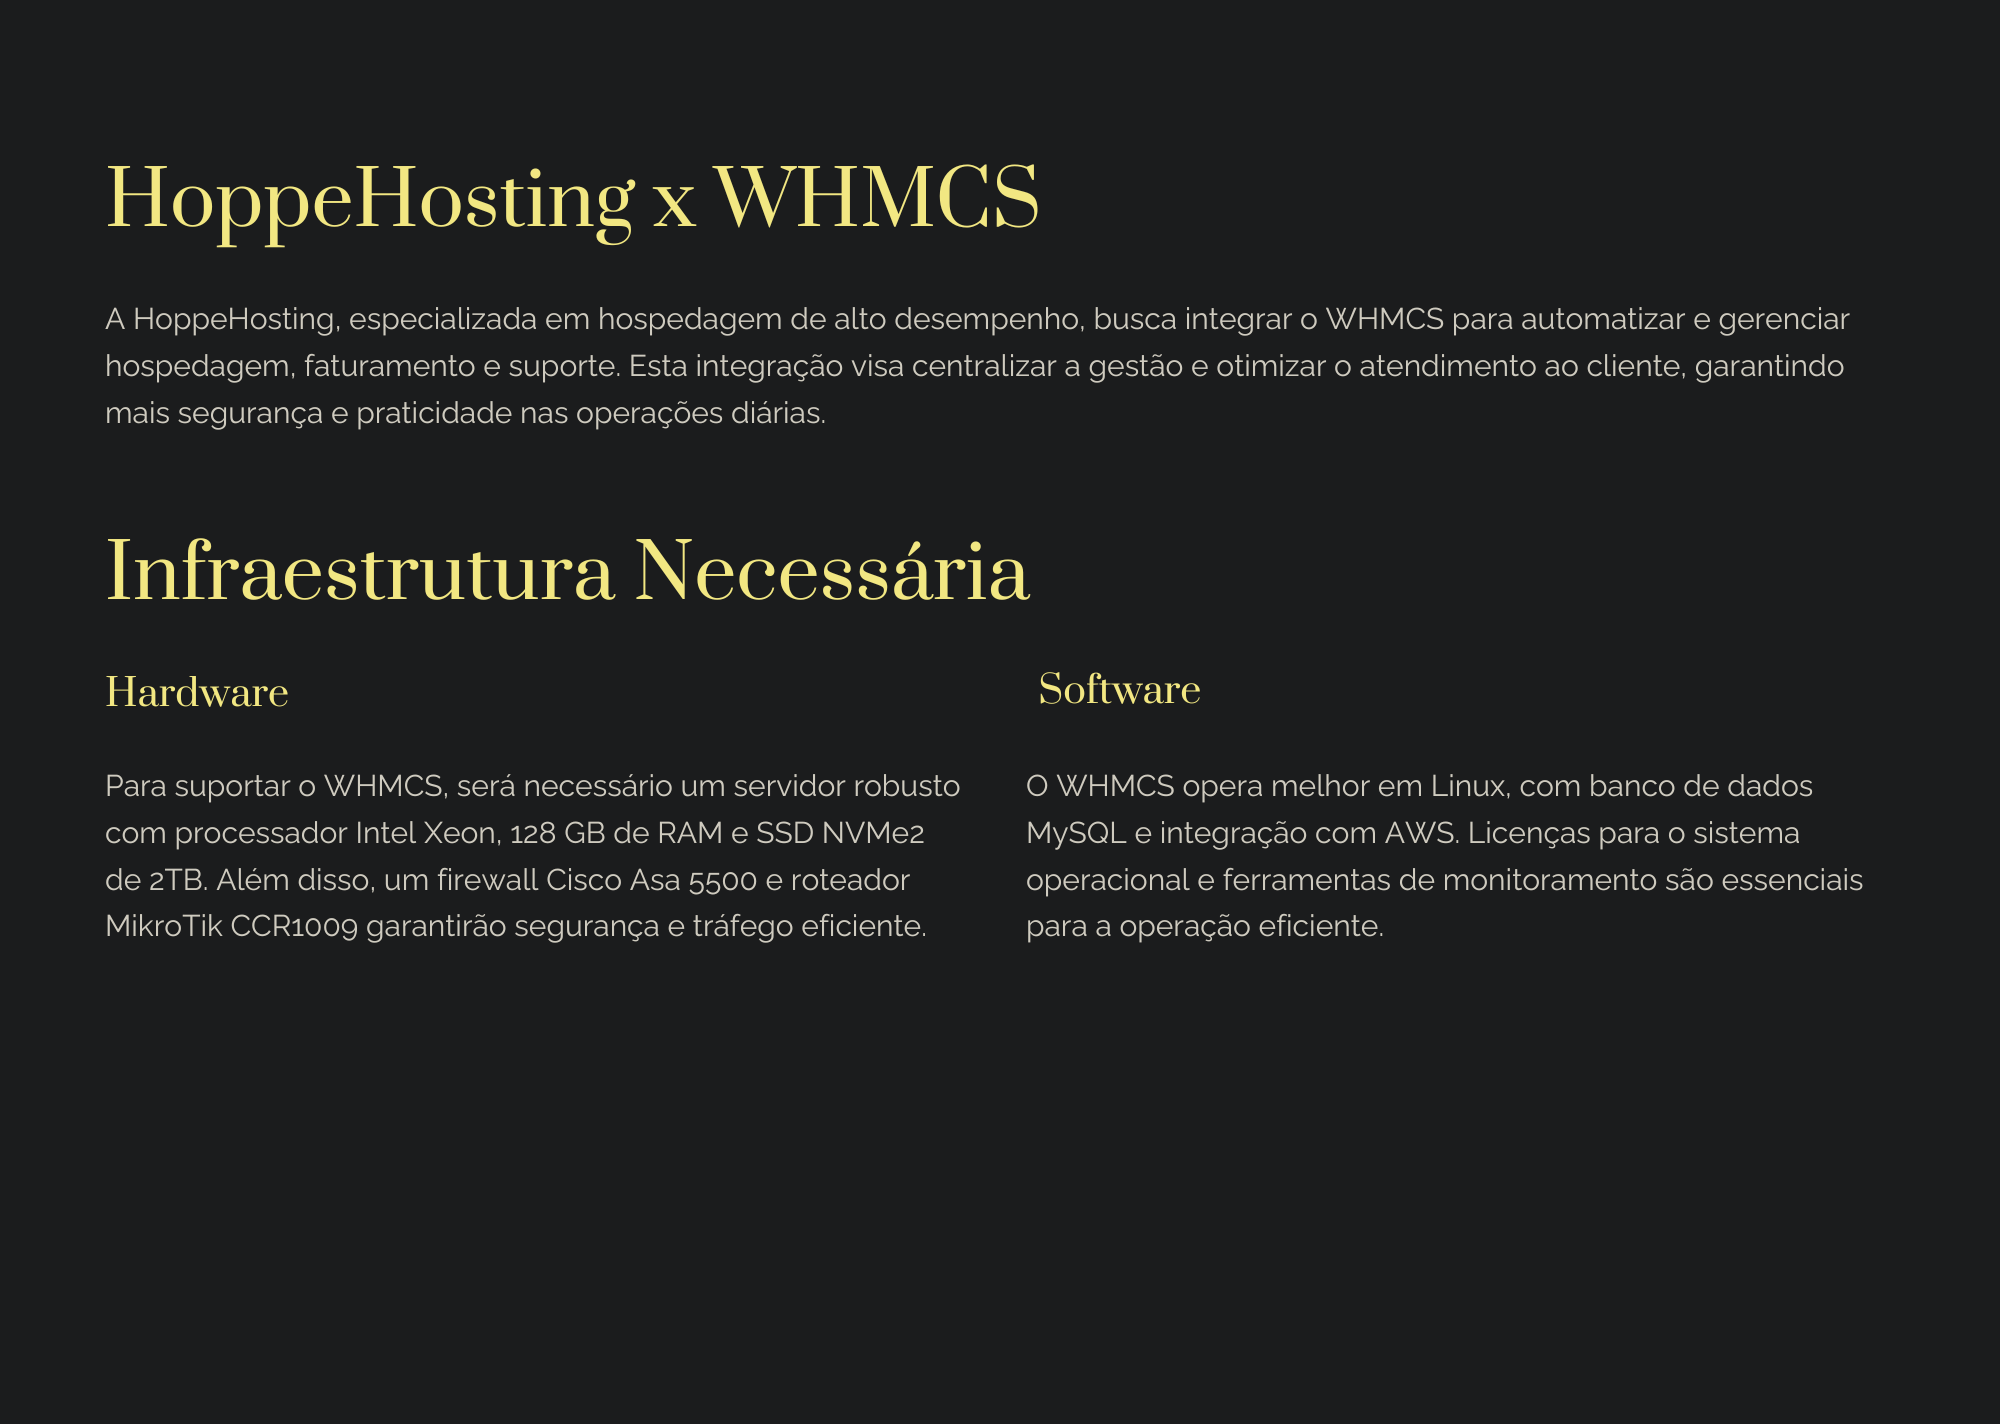 HoppeHosting x WHMCS
A HoppeHosting, especializada em hospedagem de alto desempenho, busca integrar o WHMCS para automatizar e gerenciar
hospedagem, faturamento e suporte. Esta integração visa centralizar a gestão e otimizar o atendimento ao cliente, garantindo
mais segurança e praticidade nas operações diárias.
Infraestrutura Necessária
Hardware
Para suportar o WHMCS, será necessário um servidor robusto
com processador Intel Xeon, 128 GB de RAM e SSD NVMe2
de 2TB. Além disso, um firewall Cisco Asa 5500 e roteador
MikroTik CCR1009 garantirão segurança e tráfego eficiente.
Software
O WHMCS opera melhor em Linux, com banco de dados
MySQL e integração com AWS. Licenças para o sistema
operacional e ferramentas de monitoramento são essenciais
para a operação eficiente.